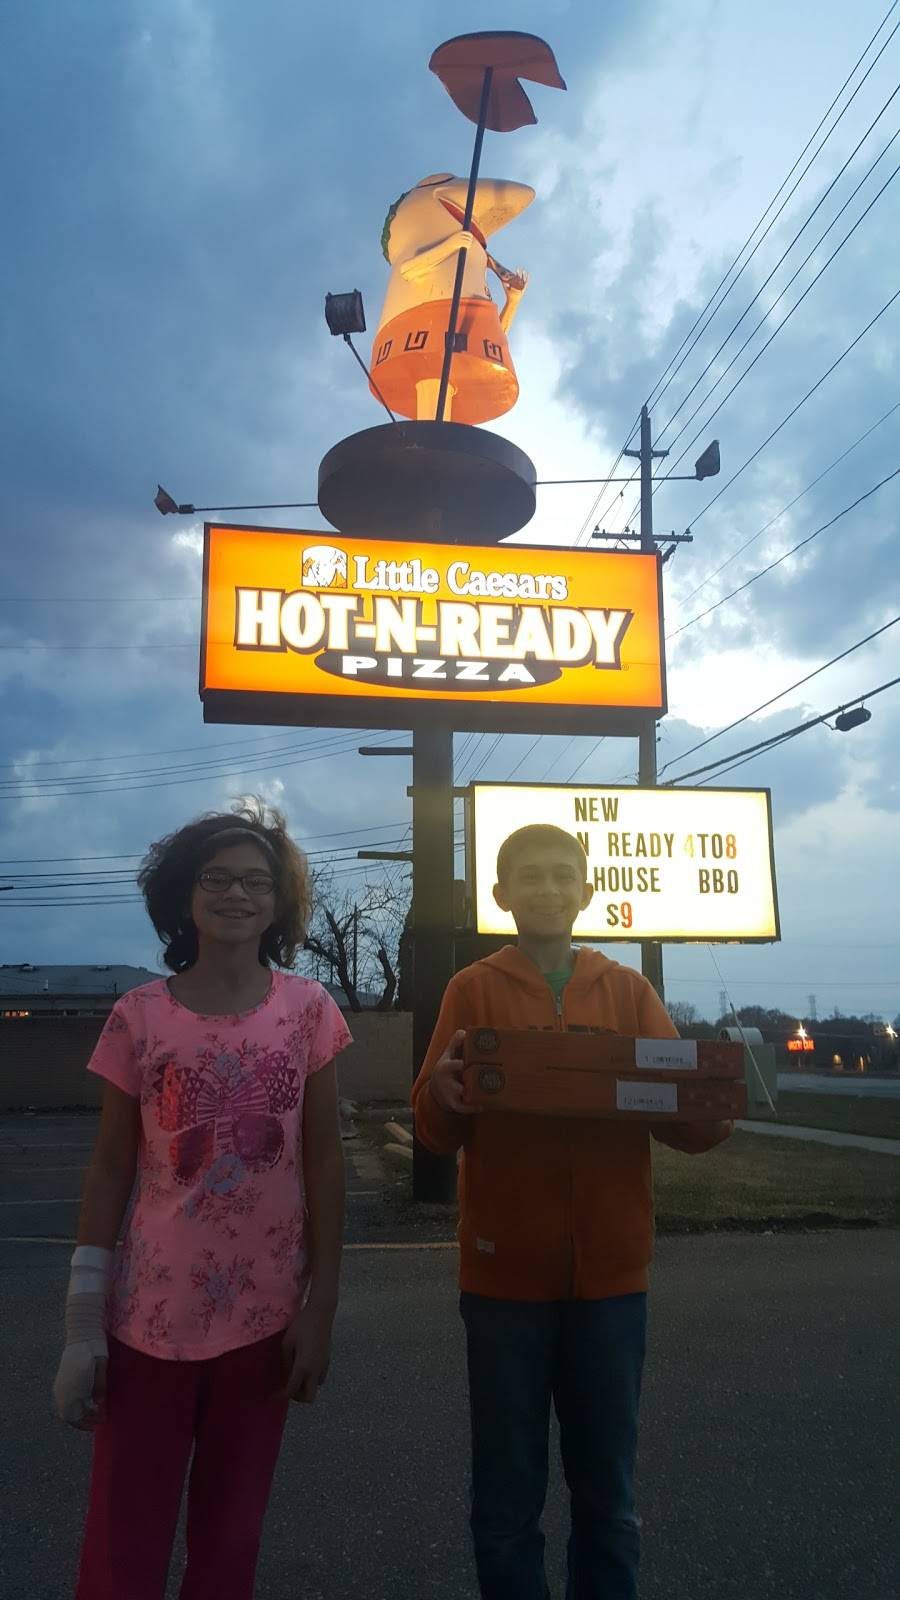 Little Caesars
HOT-N-READY®
PIZZA
NEW
N READY 4TO8
HOUSE BBQ
$9